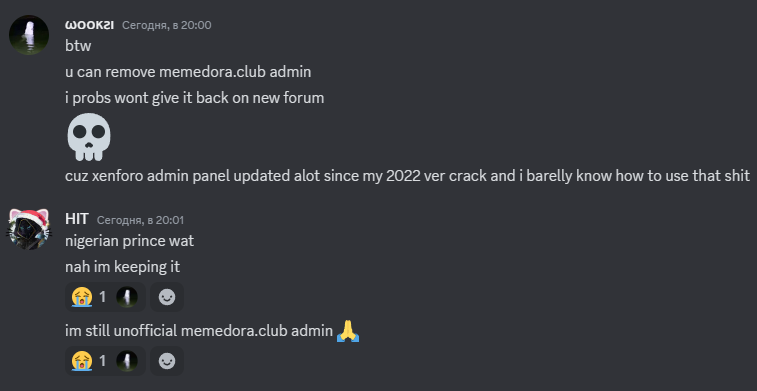 ωookƨı Сегодня, в 20:00
btw
u can remove memedora.club admin
i probs wont give it back on new forum
cuz xenforo admin panel updated alot since my 2022 ver crack and i barelly know how to use that shit
HIT Сегодня, в 20:01
nigerian prince wat
nah im keeping it
1
im still unofficial memedora.club admin 🙏
1